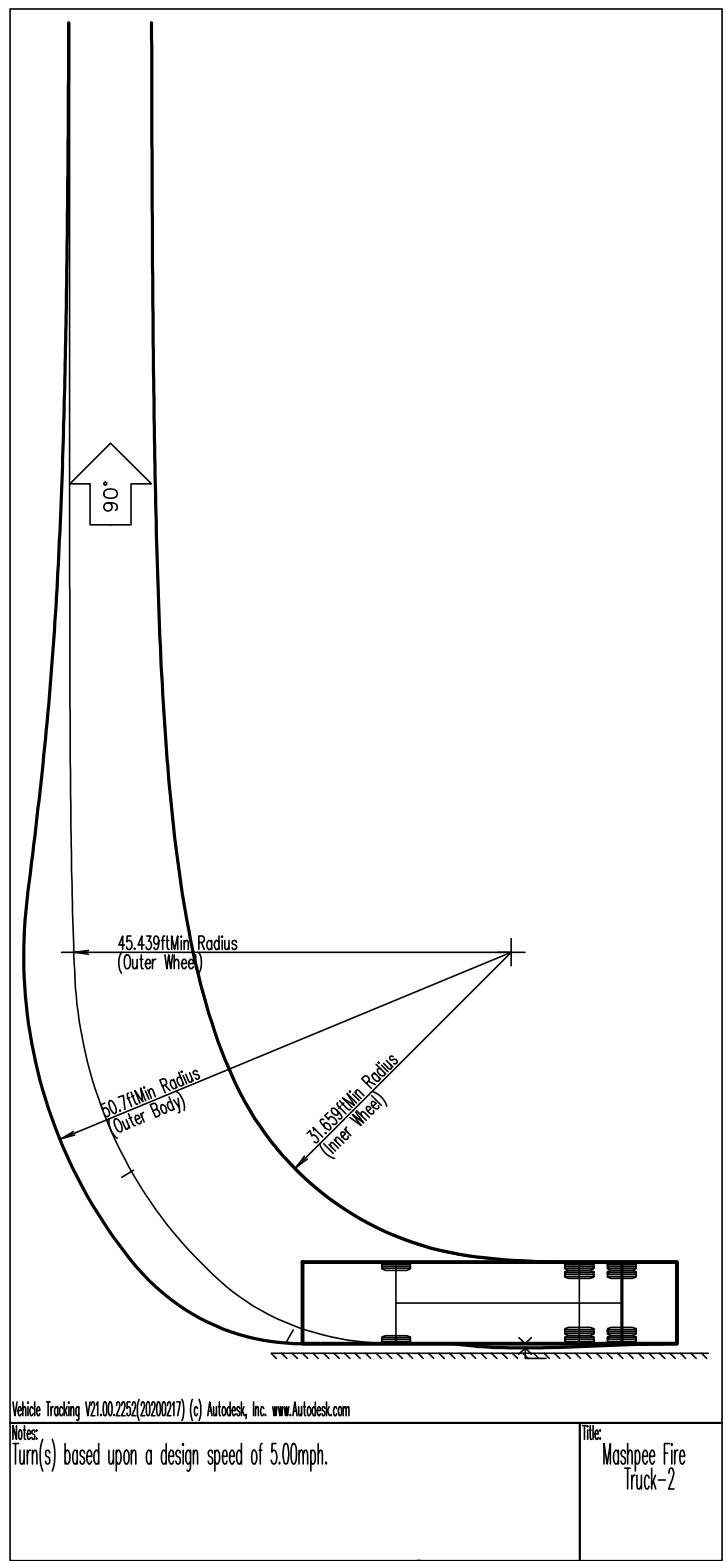 90°
45.439ftMin Radius
(Outer Wheel)
50.7ftMin Radius
(Outer Body)
31.659ftMin Radius
(Inner Wheel)
Vehicle Tracking V21.00.2252(20200217) (c) Autodesk, Inc. www.Autodesk.com
Notes:
Turn(s) based upon a design speed of 5.00mph.
Title:
Mashpee Fire
Truck-2